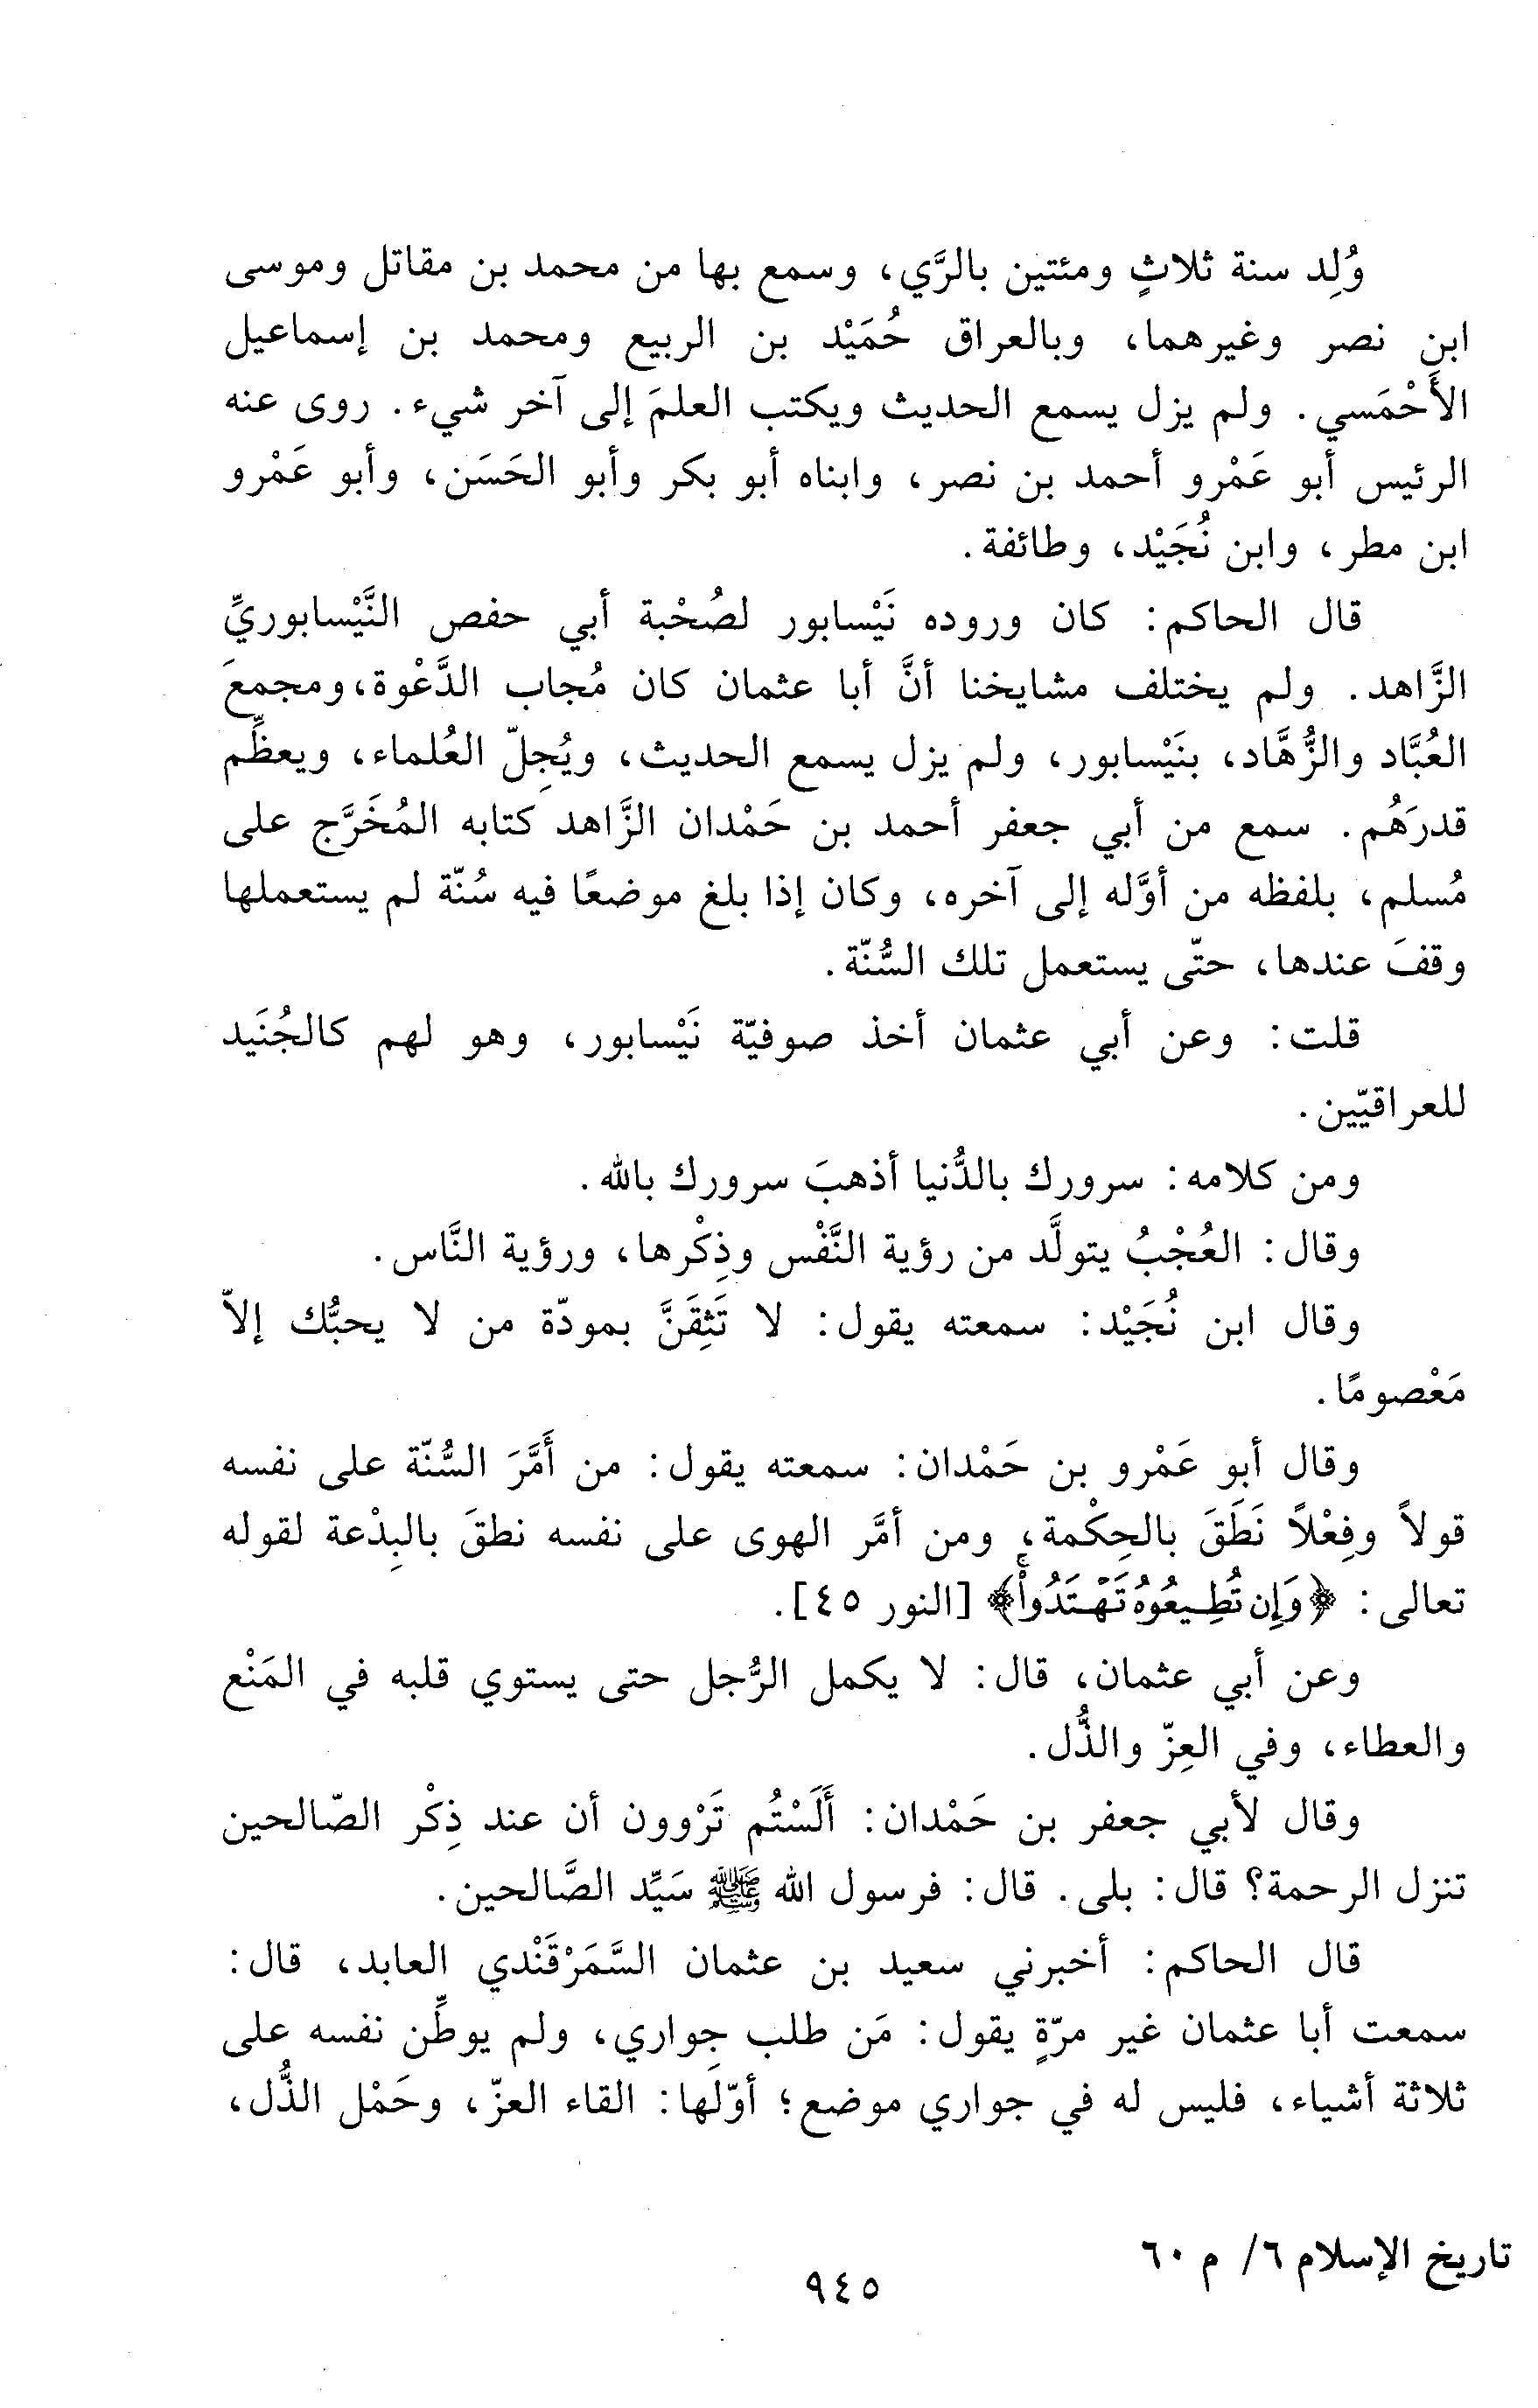 وُلِد سنة ثلاثٍ ومئتين بالرَّي، وسمع بها من محمد بن مقاتل وموسى
ابن نصر وغيرهما، وبالعراق حُمَيْد بن الربيع ومحمد بن إسماعيل
الأَحْمَسي. ولم يزل يسمع الحديث ويكتب العلمَ إلى آخر شيء. روى عنه
الرئيس أبو عَمْرو أحمد بن نصر، وابناه أبو بكر وأبو الحَسَن، وأبو عَمْرو
ابن مطر، وابن نُجَيْد، وطائفة.
قال الحاكم: كان وروده نَيْسابور لصُحْبة أبي حفص النَّيْسابوريِّ
الزَّاهد. ولم يختلف مشايخنا أنَّ أبا عثمان كان مُجاب الدَّعْوة، ومجمعَ
العُبَّاد والزُّهَّاد، بنَيْسابور، ولم يزل يسمع الحديث، ويُجِلّ العُلماء، ويعظِّم
قدرَهُم. سمع من أبي جعفر أحمد بن حَمْدان الزَّاهد كتابه المُخَرَّج على
مُسلم، بلفظه من أوَّله إلى آخره، وكان إذا بلغ موضعًا فيه سُنّة لم يستعملها
وقفَ عندها، حتّى يستعمل تلك السُّنّة.
قلت: وعن أبي عثمان أخذ صوفيّة نَيْسابور، وهو لهم كالجُنَيد
للعراقيّين.
ومن كلامه: سرورك بالدُّنيا أذهبَ سرورك بالله.
وقال: العُجْبُ يتولَّد من رؤية النَّفْس وذِكْرها، ورؤية النَّاس.
وقال ابن نُجَيْد: سمعته يقول: لا تَثِقَنَّ بمودّة من لا يحبُّك إلاّ
مَعْصومًا.
وقال أبو عَمْرو بن حَمْدان: سمعته يقول: من أَمَّرَ السُّنّة على نفسه
قولاً وفِعْلاً نَطَقَ بالحِكْمة، ومن أمَّر الهوى على نفسه نطقَ بالبِدْعة لقوله
تعالى: ﴿وَإِن تُطِيعُوهُ تَهْتَدُواْ﴾ [النور ٤٥].
وعن أبي عثمان، قال: لا يكمل الرُّجل حتى يستوي قلبه في المَنْع
والعطاء، وفي العِزّ والذُّل.
وقال لأبي جعفر بن حَمْدان: أَلَسْتُم تَرْوون أن عند ذِكْر الصّالحين
تنزل الرحمة؟ قال: بلى. قال: فرسول الله ﷺ سَيِّد الصَّالحين.
قال الحاكم: أخبرني سعيد بن عثمان السَّمَرْقَنْدي العابد، قال:
سمعت أبا عثمان غير مرّةٍ يقول: مَن طلب جِواري، ولم يوطِّن نفسه على
ثلاثة أشياء، فليس له في جواري موضع؛ أوّلَها: القاء العزّ، وحَمْل الذُّل،
تاريخ الإسلام ٦/ م ٦٠
٩٤٥